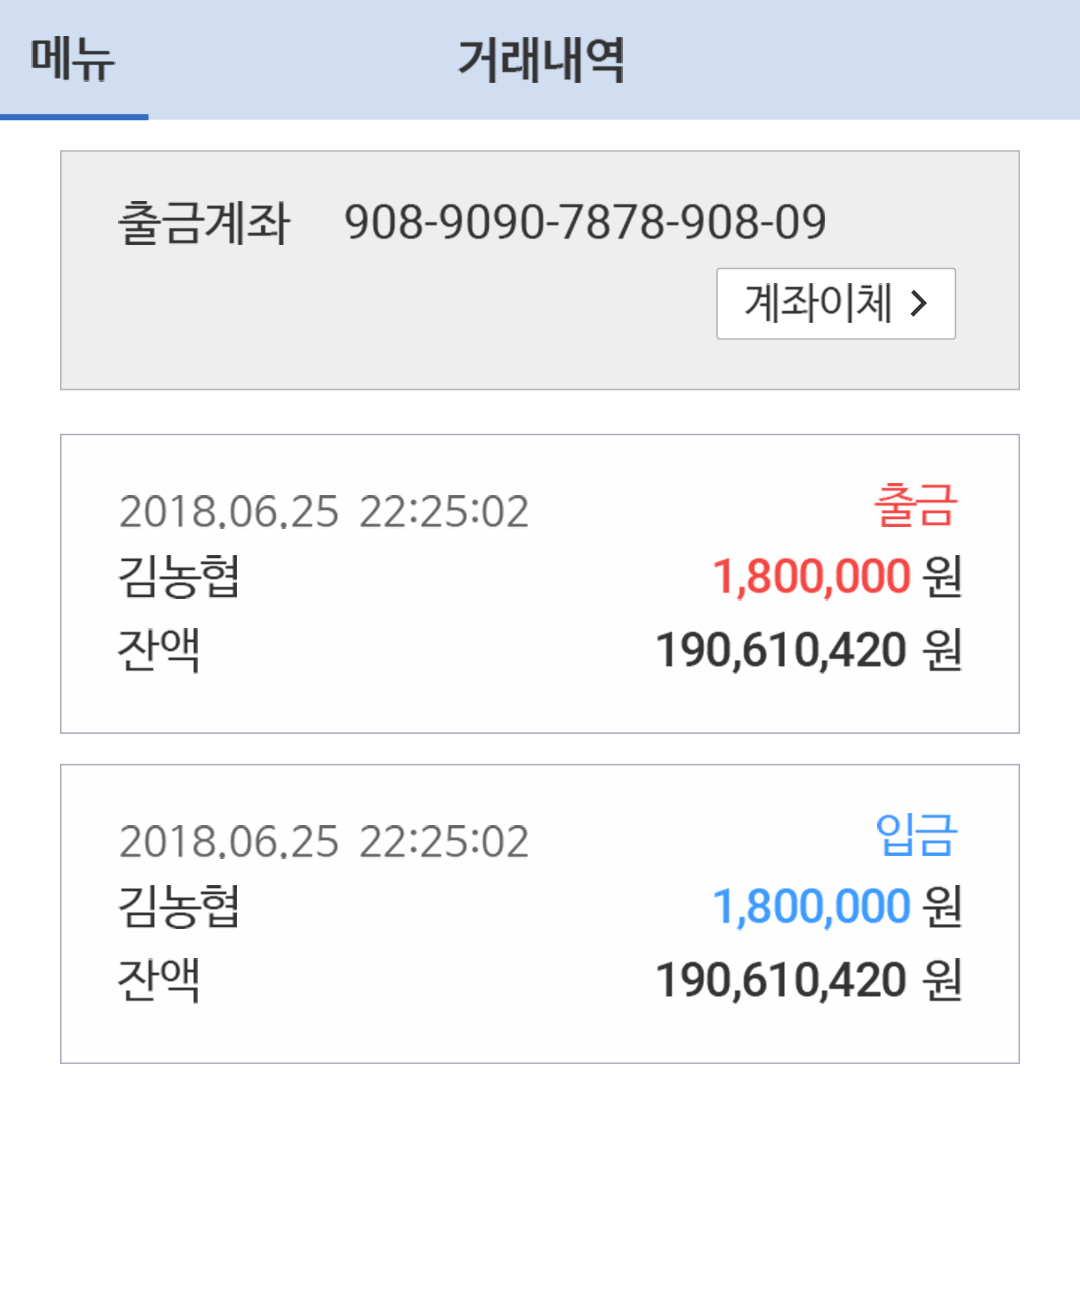 메뉴
거래내역
출금계좌 908-9090-7878-908-09
계좌이체
2018.06.25 22:25:02 출금
김농협 1,800,000 원
잔액 190,610,420 원
2018.06.25 22:25:02 입금
김농협 1,800,000 원
잔액 190,610,420 원